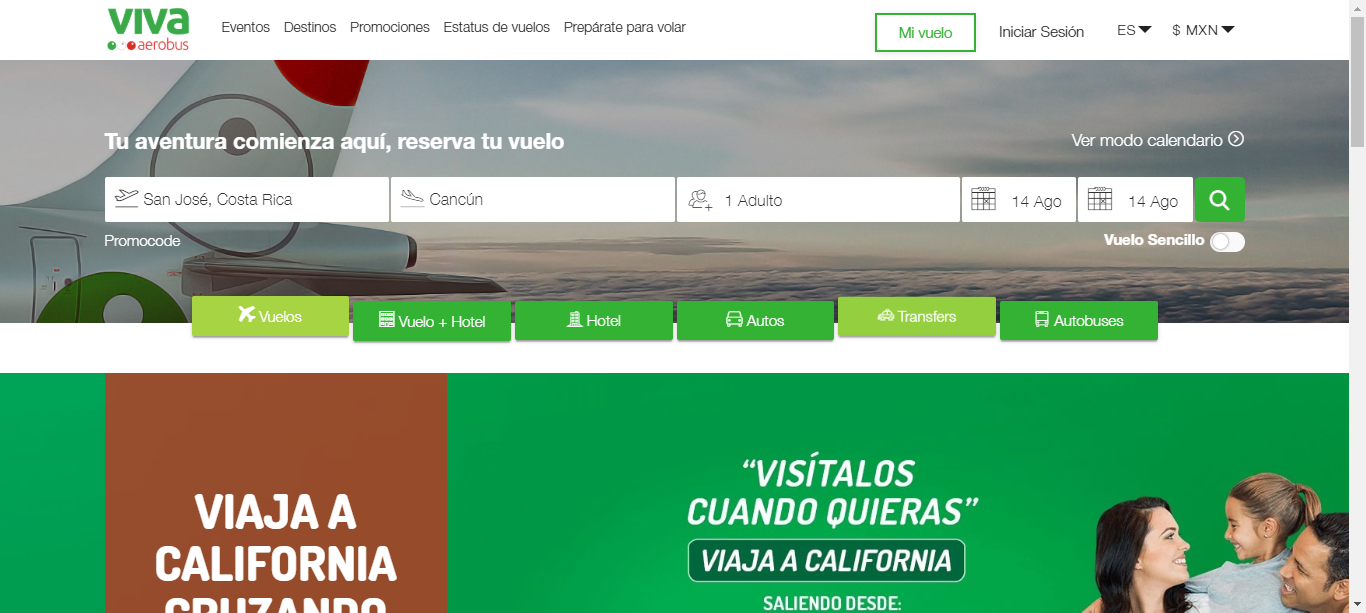 viva
aerobus
Eventos Destinos Promociones Estatus de vuelos Prepárate para volar
Mi vuelo
Iniciar Sesión
ES
$ MXN
Tu aventura comienza aquí, reserva tu vuelo
Ver modo calendario
San José, Costa Rica
Cancún
1 Adulto
14 Ago
14 Ago
Promocode
Vuelo Sencillo
Vuelos
Vuelo + Hotel
Hotel
Autos
Transfers
Autobuses
VIAJA A
CALIFORNIA
CRUZANDO
“VISÍTALOS
CUANDO QUIERAS”
VIAJA A CALIFORNIA
SALIENDO DESDE: